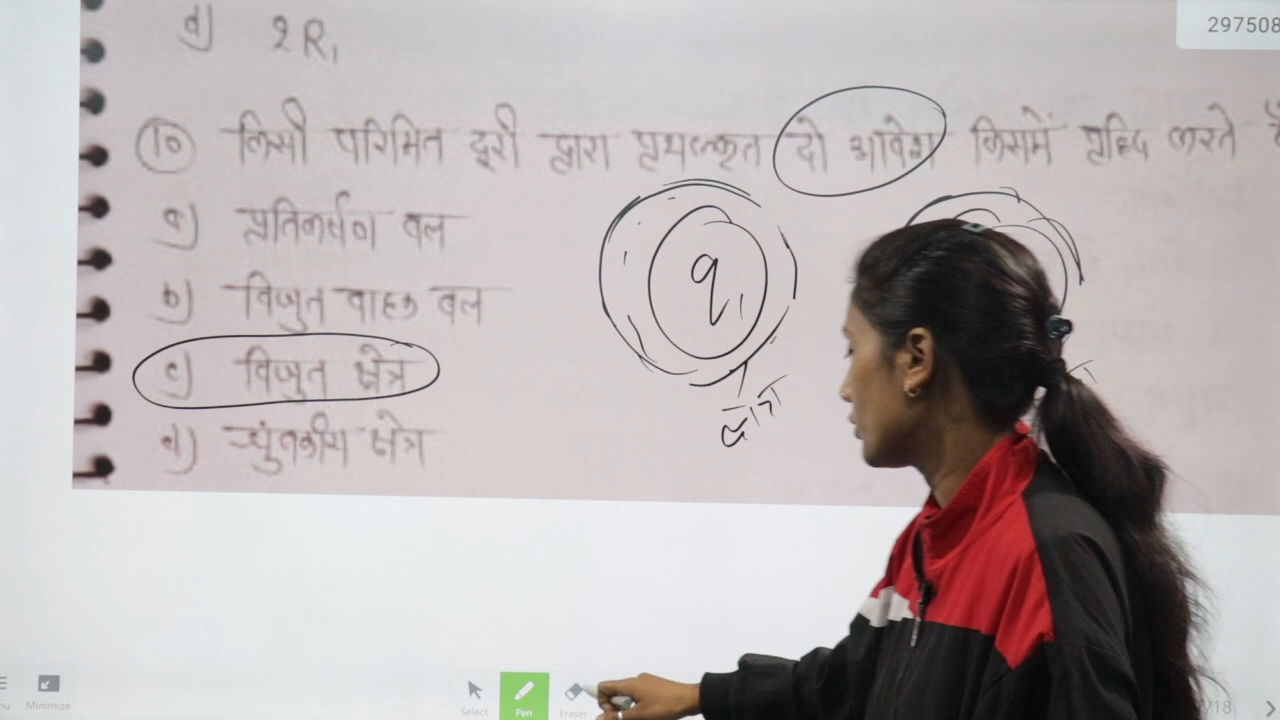 297508
d) 2R1
10 किसी परिमित दूरी द्वारा पृथक्कृत दो आवेश किसमें वृद्धि करते
a) प्रतिकर्षण बल
b) विद्युत वाहक बल
c) विद्युत क्षेत्र
d) चुंबकीय क्षेत्र
q1
क्षेत्र
Minimize
Select
Pen
Eraser